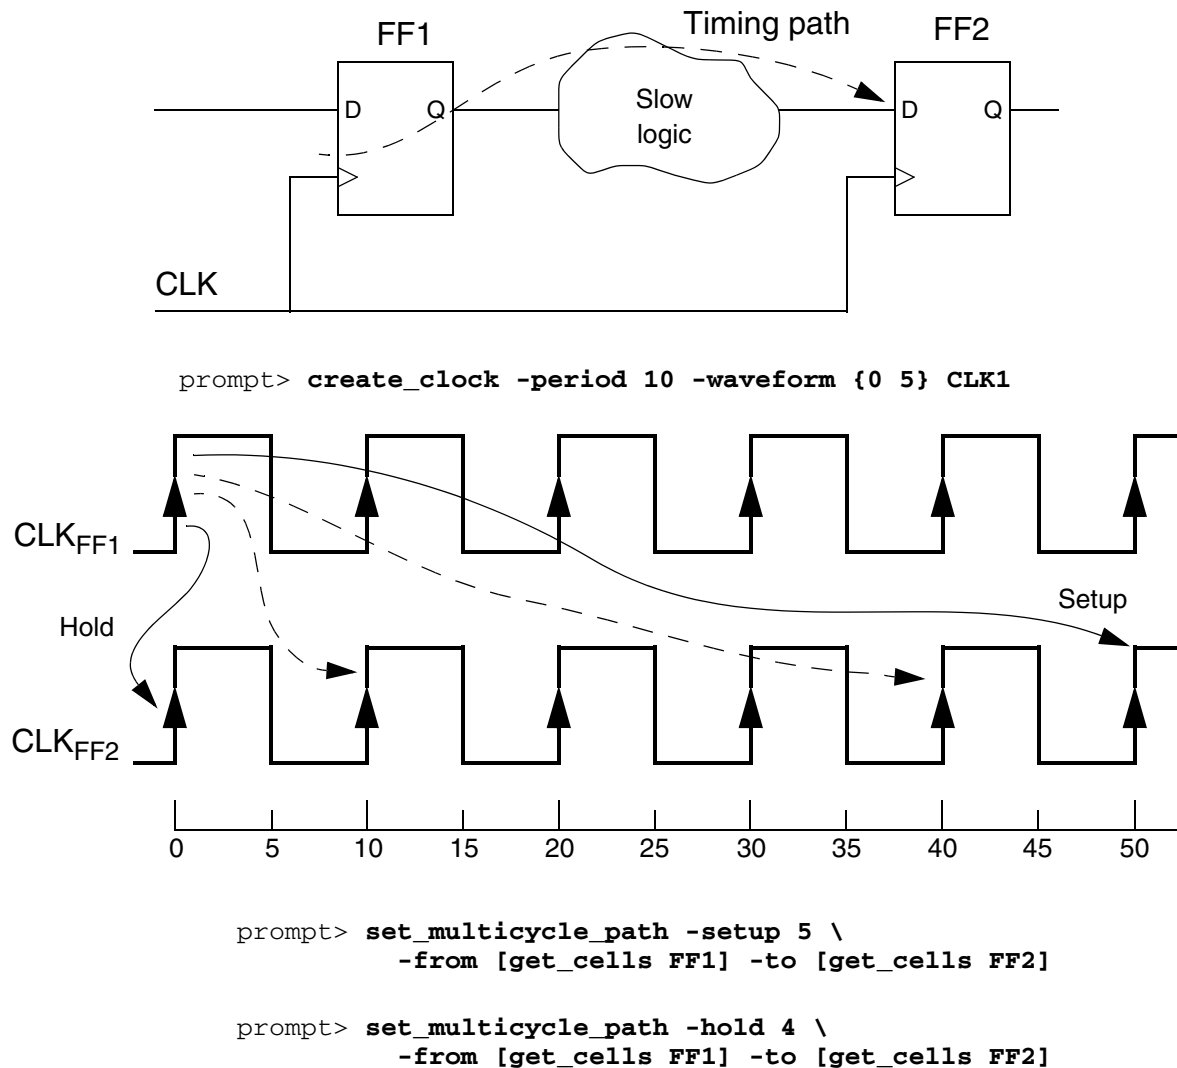 FF1
Timing path
FF2
D
Q
Slow
logic
D
Q
CLK
prompt> create_clock -period 10 -waveform {0 5} CLK1
CLKFF1
Setup
Hold
CLKFF2
0 5 10 15 20 25 30 35 40 45 50
prompt> set_multicycle_path -setup 5 \
-from [get_cells FF1] -to [get_cells FF2]
prompt> set_multicycle_path -hold 4 \
-from [get_cells FF1] -to [get_cells FF2]